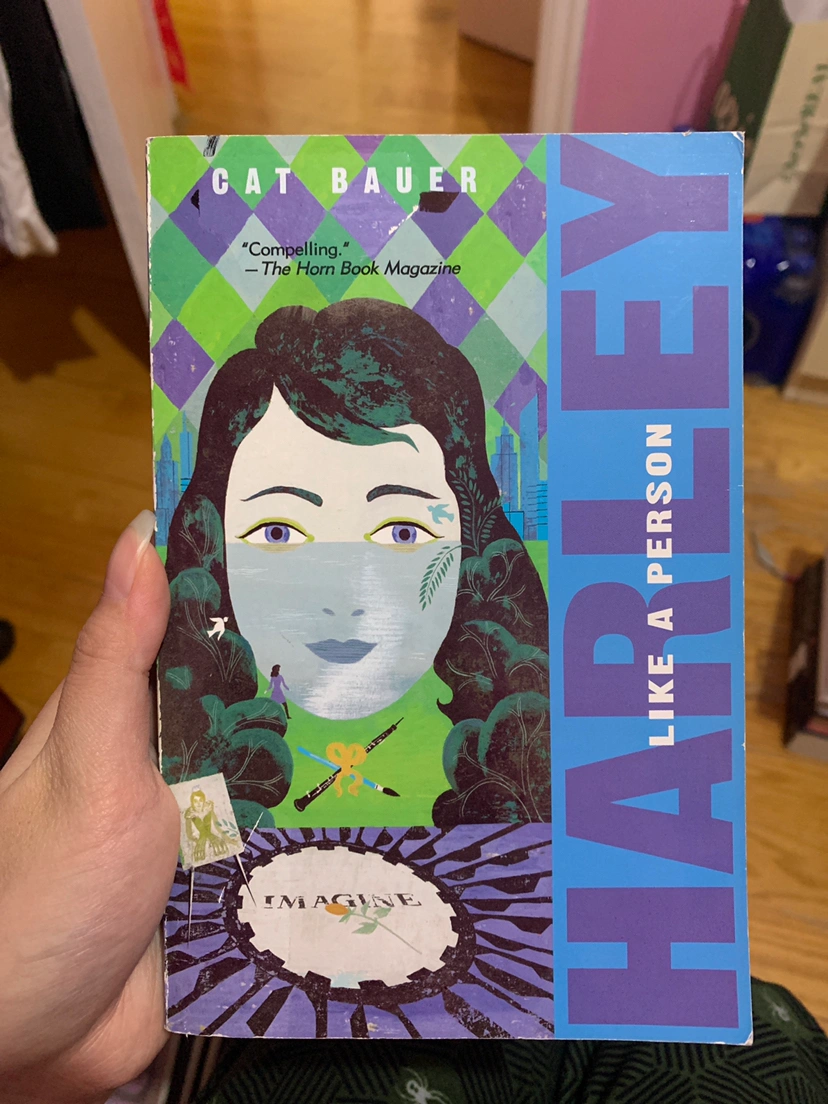 CAT BAUER
"Compelling."
—The Horn Book Magazine
HARLEY
LIKE A PERSON
IMAGINE